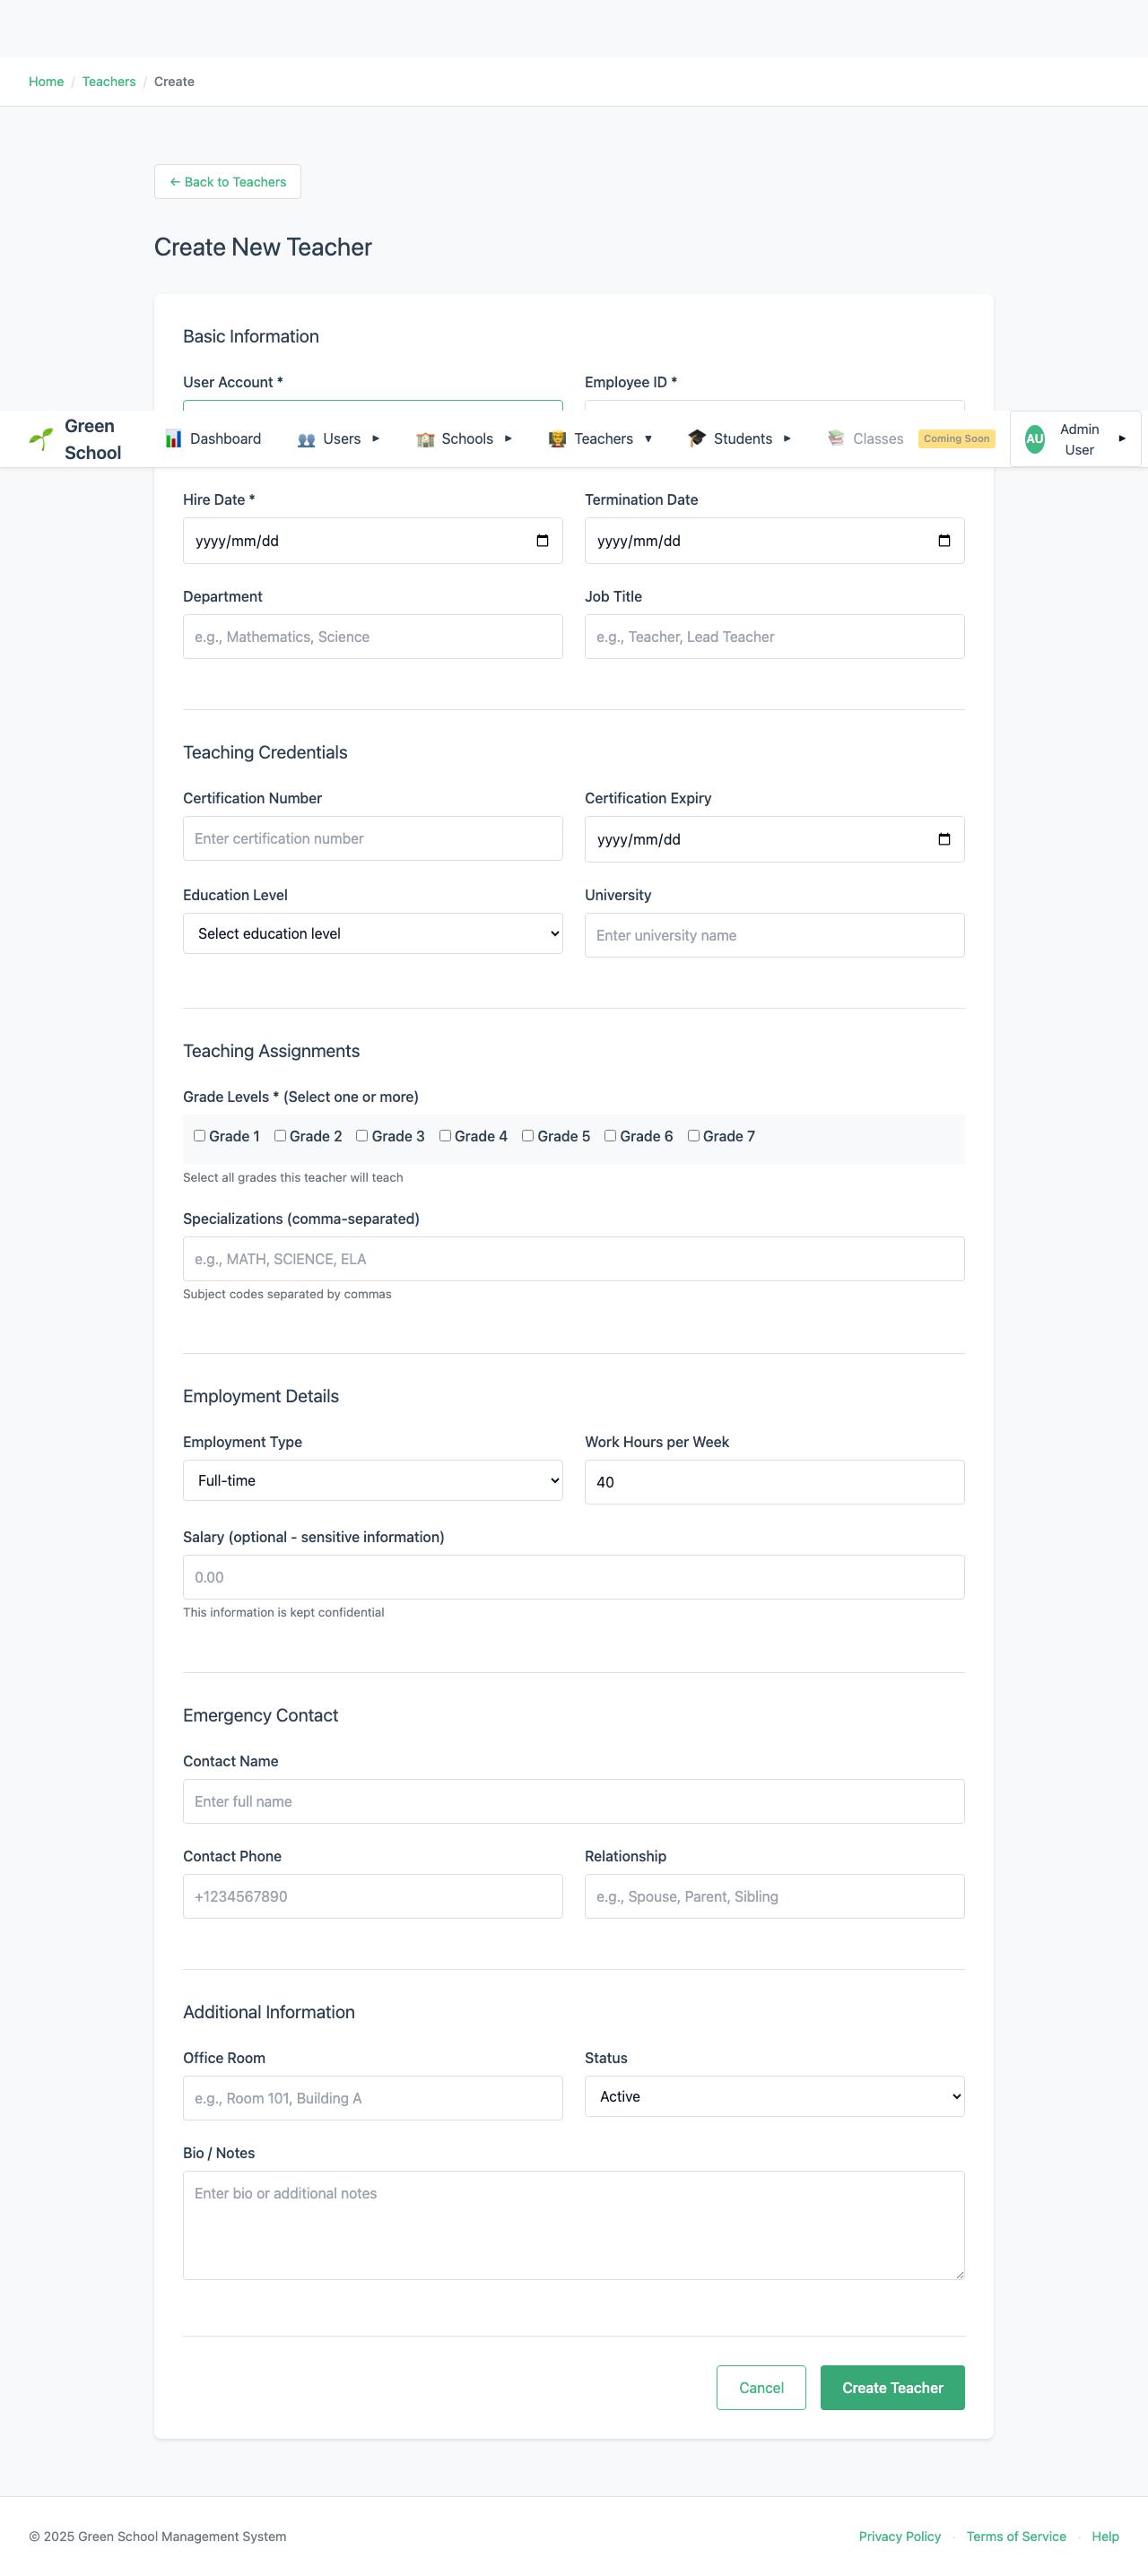 Home / Teachers / Create
← Back to Teachers
Create New Teacher
Basic Information
User Account *
Employee ID *
Green School
Dashboard
Users ▸
Schools ▸
Teachers ▾
Students ▸
Classes
Coming Soon
AU
Admin User ▸
Hire Date *
Termination Date
yyyy/mm/dd
yyyy/mm/dd
Department
Job Title
e.g., Mathematics, Science
e.g., Teacher, Lead Teacher
Teaching Credentials
Certification Number
Certification Expiry
Enter certification number
yyyy/mm/dd
Education Level
University
Select education level
Enter university name
Teaching Assignments
Grade Levels * (Select one or more)
Grade 1 Grade 2 Grade 3 Grade 4 Grade 5 Grade 6 Grade 7
Select all grades this teacher will teach
Specializations (comma-separated)
e.g., MATH, SCIENCE, ELA
Subject codes separated by commas
Employment Details
Employment Type
Work Hours per Week
Full-time
40
Salary (optional - sensitive information)
0.00
This information is kept confidential
Emergency Contact
Contact Name
Enter full name
Contact Phone
Relationship
+1234567890
e.g., Spouse, Parent, Sibling
Additional Information
Office Room
Status
e.g., Room 101, Building A
Active
Bio / Notes
Enter bio or additional notes
Cancel
Create Teacher
© 2025 Green School Management System
Privacy Policy · Terms of Service · Help